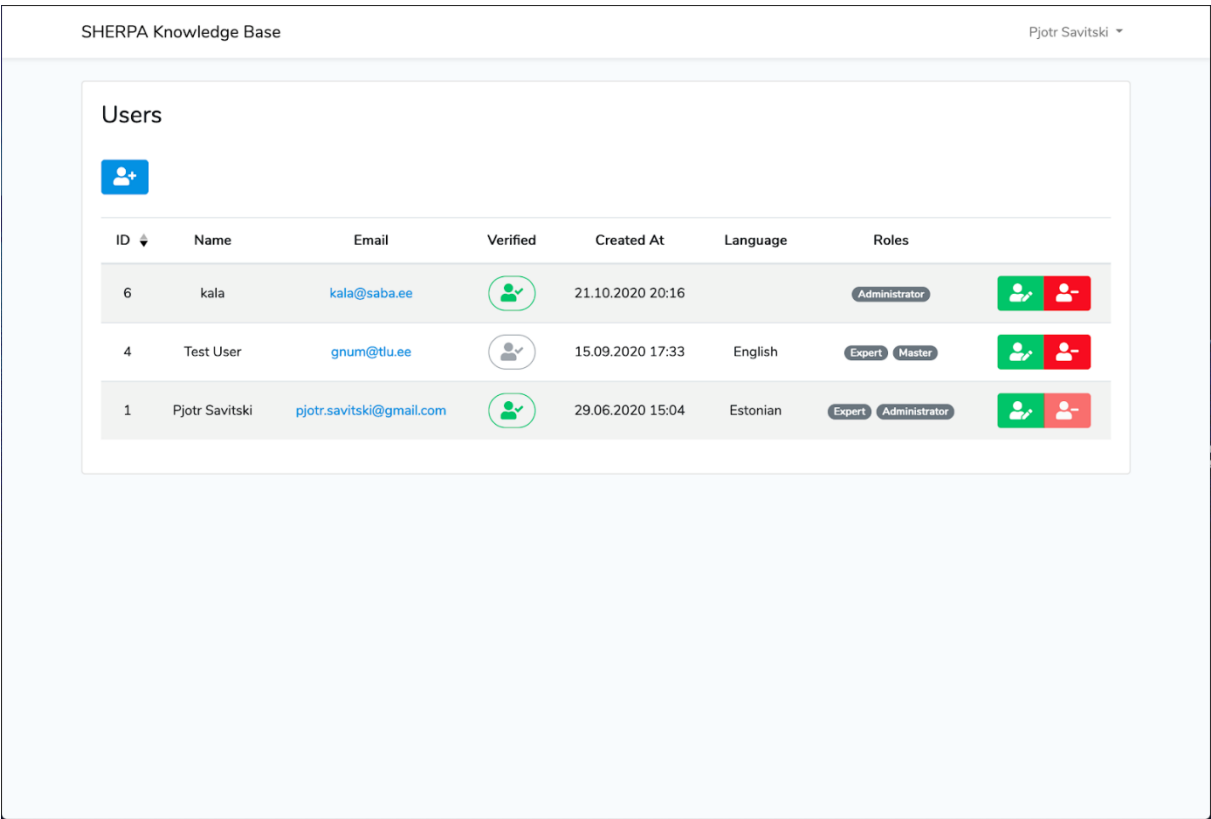 SHERPA Knowledge Base Pjotr Savitski
Users
ID Name Email Verified Created At Language Roles
6 kala kala@saba.ee 21.10.2020 20:16 Administrator
4 Test User gnum@tlu.ee 15.09.2020 17:33 English Expert Master
1 Pjotr Savitski pjotr.savitski@gmail.com 29.06.2020 15:04 Estonian Expert Administrator